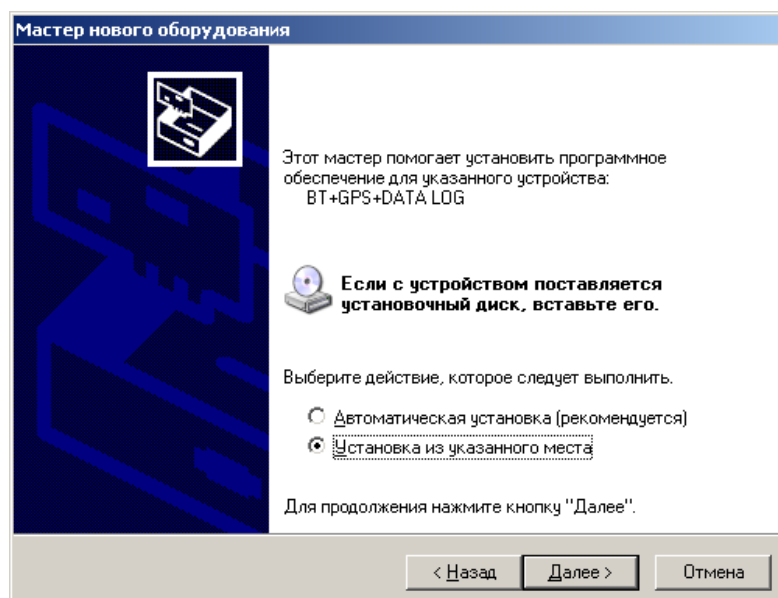 Мастер нового оборудования
Этот мастер помогает установить программное
обеспечение для указанного устройства:
BT+GPS+DATA LOG
Если с устройством поставляется
установочный диск, вставьте его.
Выберите действие, которое следует выполнить.
Автоматическая установка (рекомендуется)
Установка из указанного места
Для продолжения нажмите кнопку "Далее".
< Назад Далее > Отмена